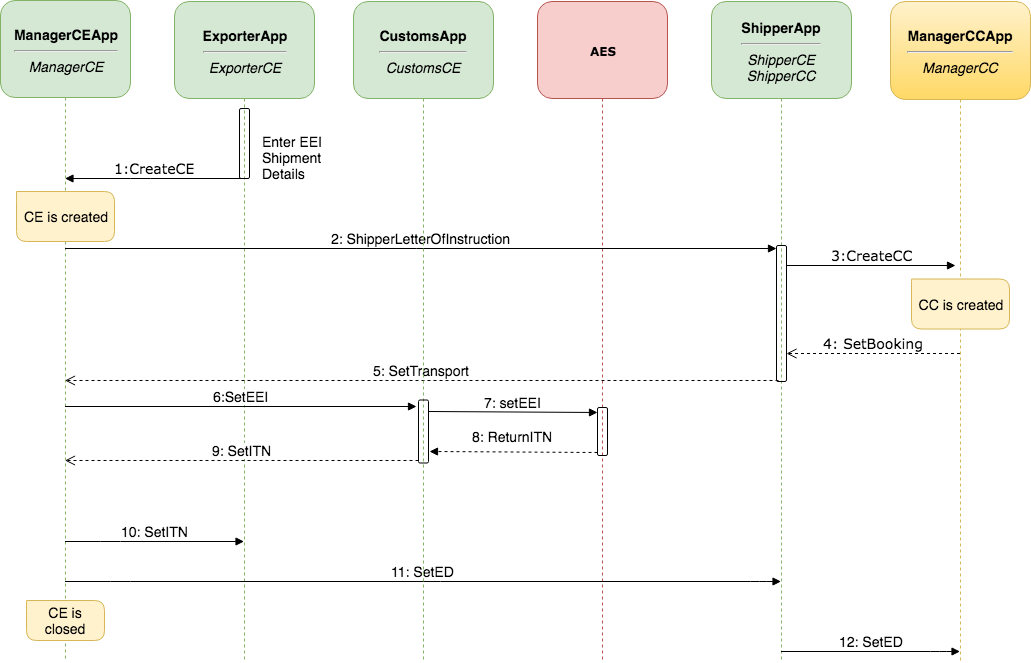 ManagerCEApp
ManagerCE
ExporterApp
ExporterCE
CustomsApp
CustomsCE
AES
ShipperApp
ShipperCE
ShipperCC
ManagerCCApp
ManagerCC
Enter EEI
Shipment
Details
1:CreateCE
CE is created
2: ShipperLetterOfInstruction
3:CreateCC
CC is created
4: SetBooking
5: SetTransport
6:SetEEI
7: setEEI
8: ReturnITN
9: SetITN
10: SetITN
11: SetED
CE is
closed
12: SetED